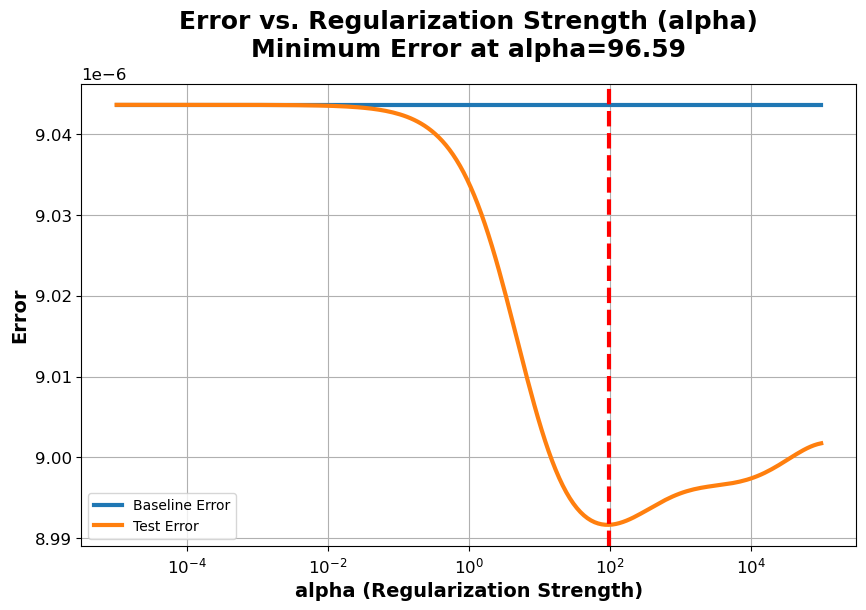 Error vs. Regularization Strength (alpha)
Minimum Error at alpha=96.59
1e−6
9.04
9.03
9.02
9.01
9.00
8.99
Error
Baseline Error
Test Error
10⁻⁴
10⁻²
10⁰
10²
10⁴
alpha (Regularization Strength)